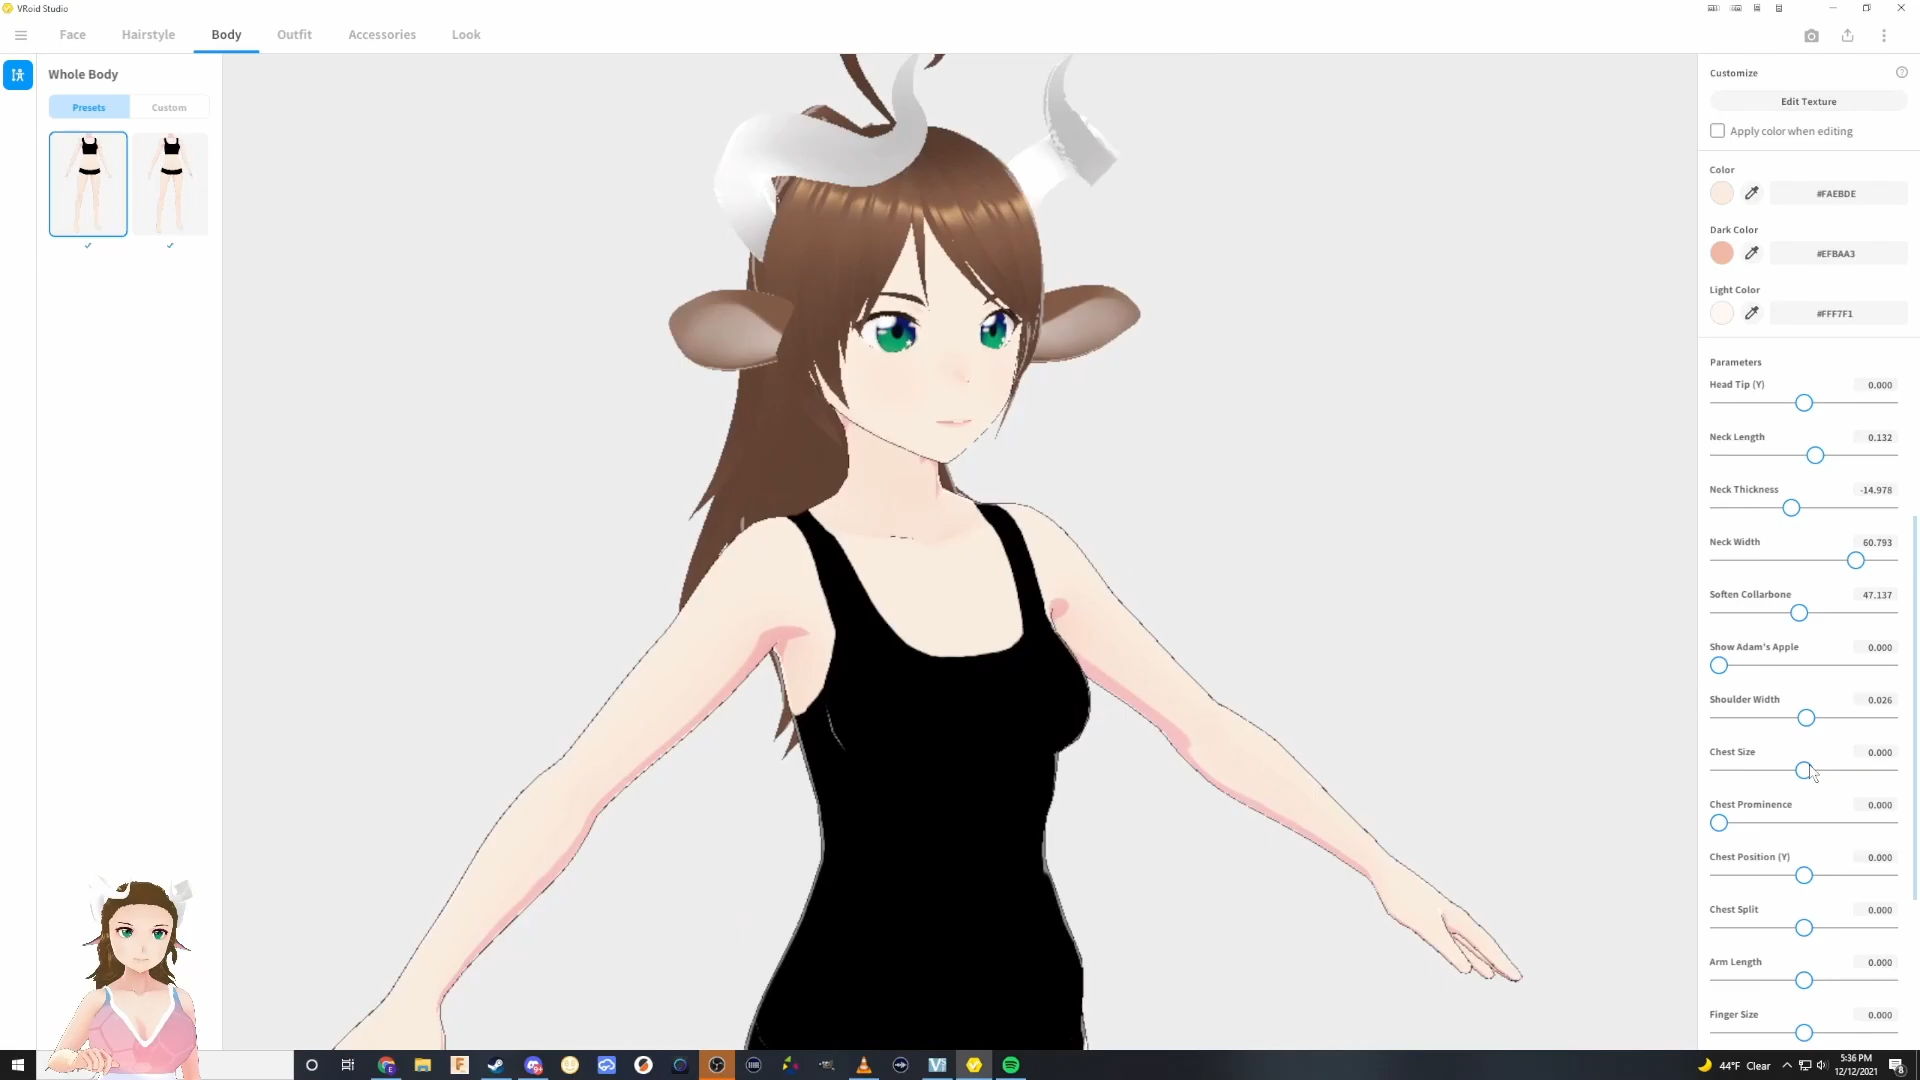 VRoid Studio
Face
Hairstyle
Body
Outfit
Accessories
Look
Whole Body
Presets
Custom
Customize
Edit Texture
Apply color when editing
Color
#FAEBDE
Dark Color
#EFBAA3
Light Color
#FFF7F1
Parameters
Head Tip (Y) 0.000
Neck Length 0.132
Neck Thickness -14.978
Neck Width 60.793
Soften Collarbone 47.137
Show Adam's Apple 0.000
Shoulder Width 0.026
Chest Size 0.000
Chest Prominence 0.000
Chest Position (Y) 0.000
Chest Split 0.000
Arm Length 0.000
Finger Size 0.000
44°F Clear
5:36 PM
12/12/2021